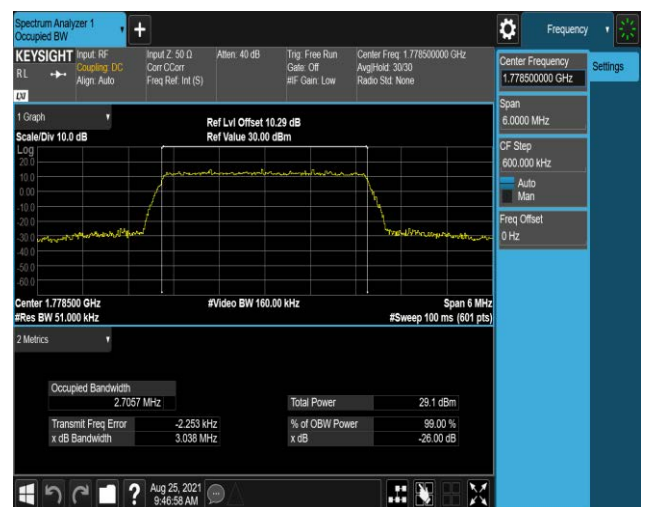 Spectrum Analyzer 1
Occupied BW
+
Frequency
KEYSIGHT
RL
LXI
Input: RF
Coupling: DC
Align: Auto
Input Z: 50 Ω
Corr CCorr
Freq Ref: Int (S)
Atten: 40 dB
Trig: Free Run
Gate: Off
#IF Gain: Low
Center Freq: 1.778500000 GHz
Avg|Hold: 30/30
Radio Std: None
Center Frequency
1.778500000 GHz
Settings
Span
6.0000 MHz
CF Step
600.000 kHz
Auto
Man
Freq Offset
0 Hz
1 Graph
Scale/Div 10.0 dB
Ref Lvl Offset 10.29 dB
Ref Value 30.00 dBm
Log
20.0
10.0
0.00
-10.0
-20.0
-30.0
-40.0
-50.0
-60.0
Center 1.778500 GHz
#Video BW 160.00 kHz
Span 6 MHz
#Res BW 51.000 kHz
#Sweep 100 ms (601 pts)
2 Metrics
Occupied Bandwidth
2.7057 MHz
Total Power 29.1 dBm
Transmit Freq Error -2.253 kHz
% of OBW Power 99.00 %
x dB Bandwidth 3.038 MHz
x dB -26.00 dB
?
Aug 25, 2021
9:46:58 AM